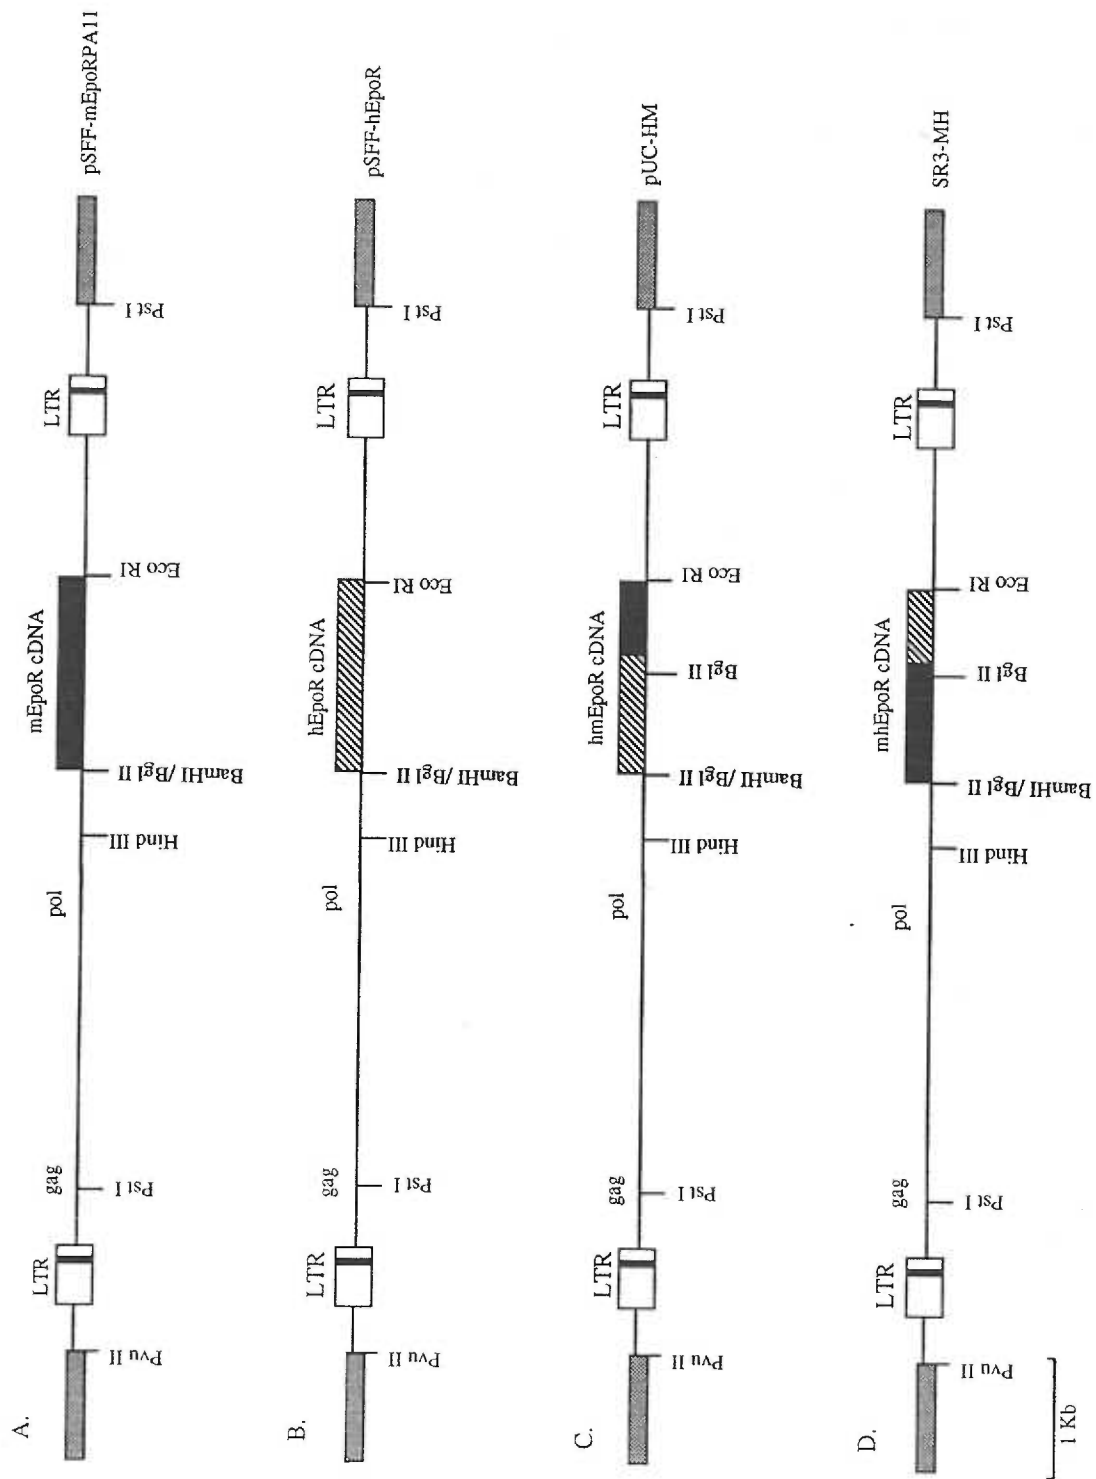 A.
LTR
gag
pol
mEpoR cDNA
LTR
pSFF-mEpoRPA11
Pvu II
Pst I
Hind III
BamHI /Bgl II
Eco RI
Pst I
B.
LTR
gag
pol
hEpoR cDNA
LTR
pSFF-hEpoR
Pvu II
Pst I
Hind III
BamHI /Bgl II
Eco RI
Pst I
C.
LTR
gag
pol
hmEpoR cDNA
LTR
pUC-HM
Pvu II
Pst I
Hind III
BamHI /Bgl II
Bgl II
Eco RI
Pst I
D.
LTR
gag
pol
mhEpoR cDNA
LTR
SR3-MH
Pvu II
Pst I
Hind III
BamHI /Bgl II
Bgl II
Eco RI
Pst I
1 Kb